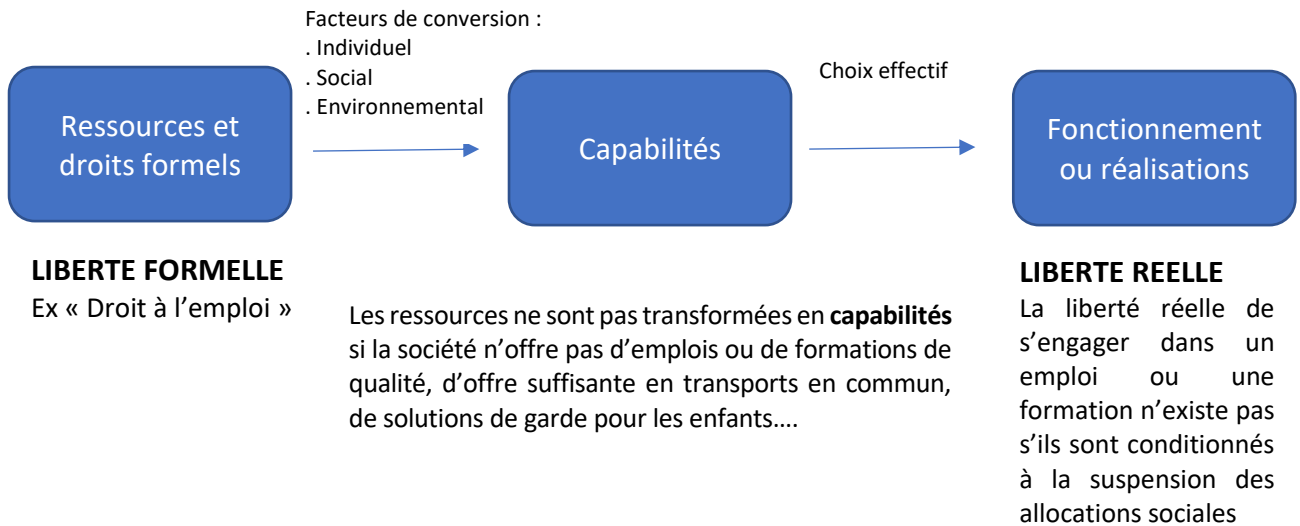 Facteurs de conversion :
. Individuel
. Social
. Environnemental
Choix effectif
Ressources et
droits formels
Capabilités
Fonctionnement
ou réalisations
LIBERTE FORMELLE
Ex « Droit à l’emploi »
Les ressources ne sont pas transformées en capabilités
si la société n’offre pas d’emplois ou de formations de
qualité, d’offre suffisante en transports en commun,
de solutions de garde pour les enfants….
LIBERTE REELLE
La liberté réelle de
s’engager dans un
emploi ou une
formation n’existe pas
s’ils sont conditionnés
à la suspension des
allocations sociales